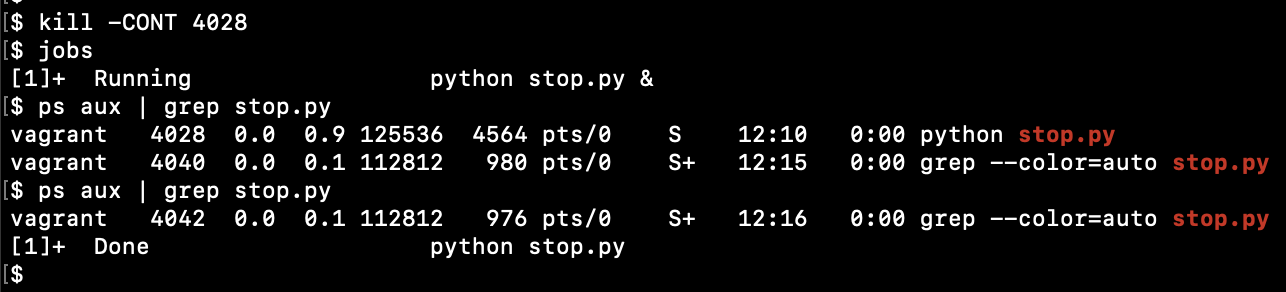 [$ kill -CONT 4028
[$ jobs
[1]+  Running                 python stop.py &
[$ ps aux | grep stop.py
vagrant   4028  0.0  0.9 125536  4564 pts/0    S    12:10   0:00 python stop.py
vagrant   4040  0.0  0.1 112812   980 pts/0    S+   12:15   0:00 grep --color=auto stop.py
[$ ps aux | grep stop.py
vagrant   4042  0.0  0.1 112812   976 pts/0    S+   12:16   0:00 grep --color=auto stop.py
[1]+  Done                    python stop.py
[$